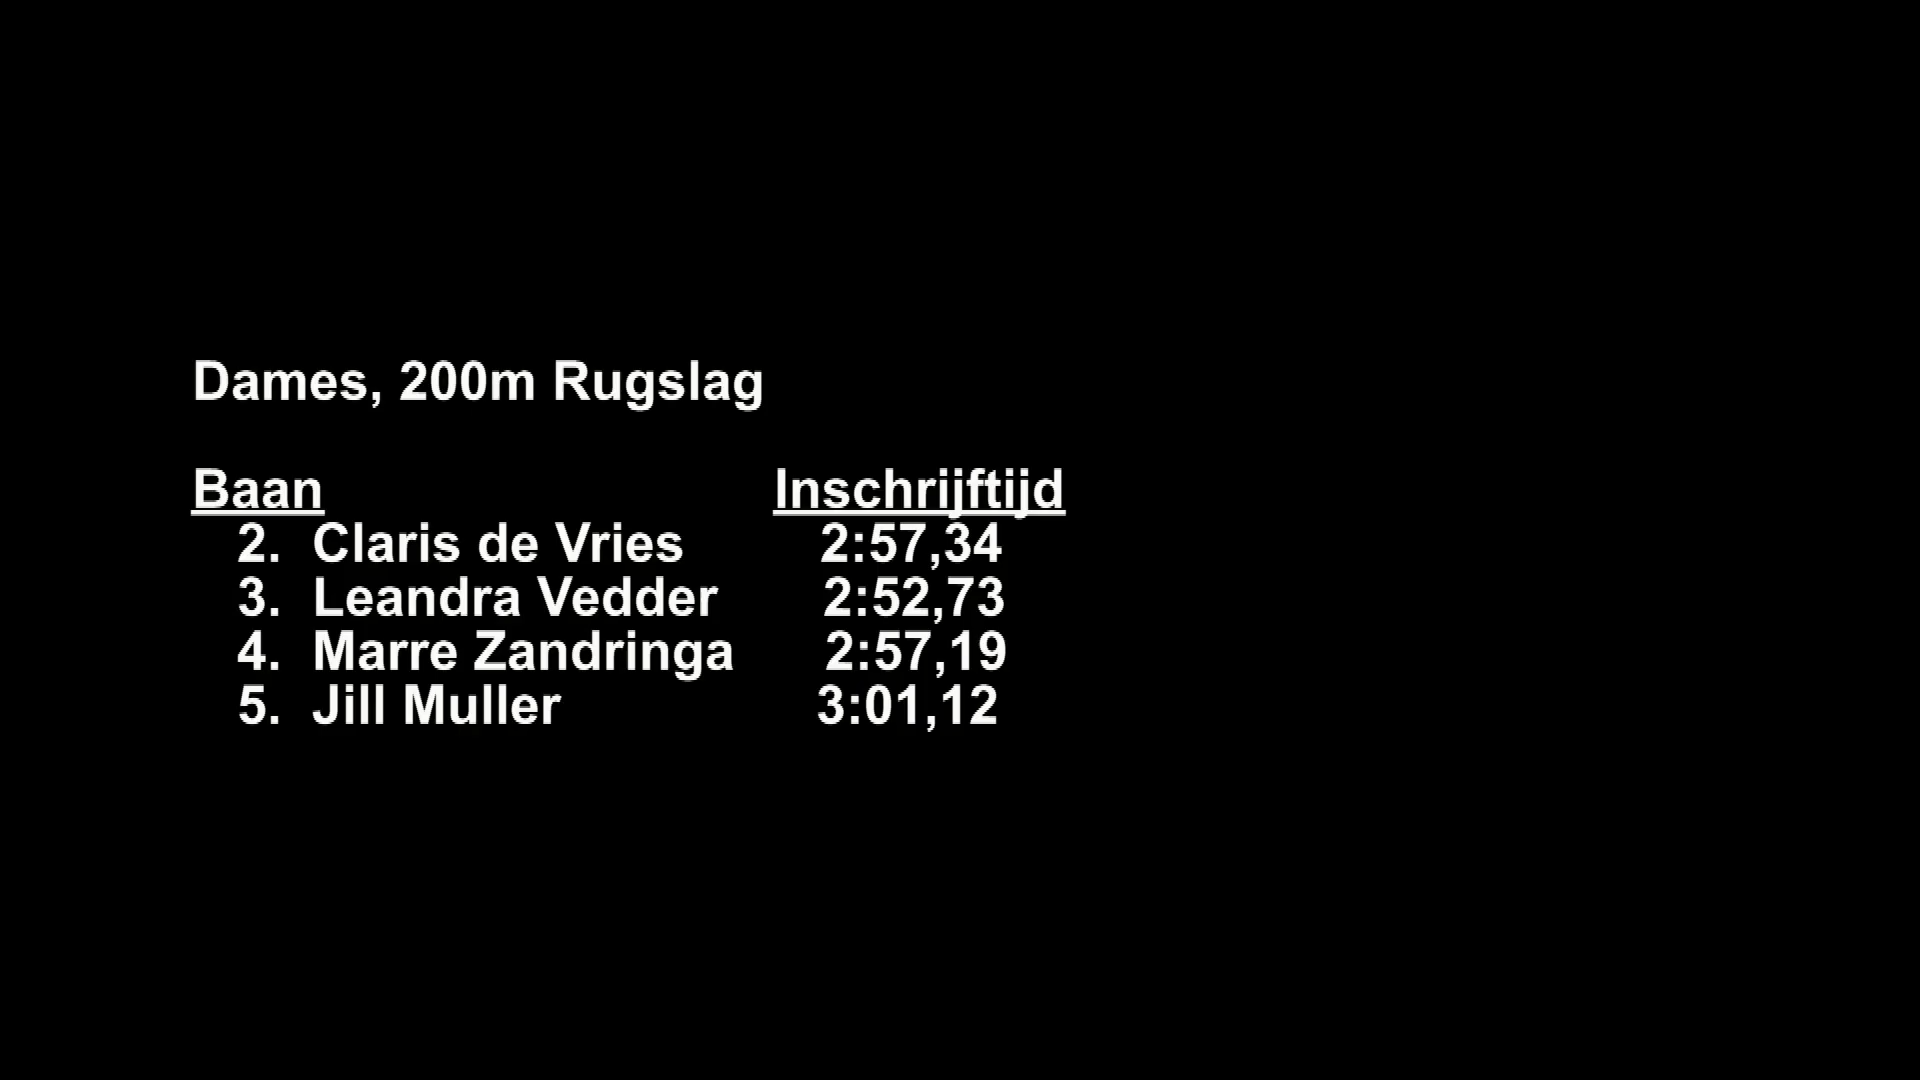 Dames, 200m Rugslag
Baan Inschrijftijd
2. Claris de Vries 2:57,34
3. Leandra Vedder 2:52,73
4. Marre Zandringa 2:57,19
5. Jill Muller 3:01,12